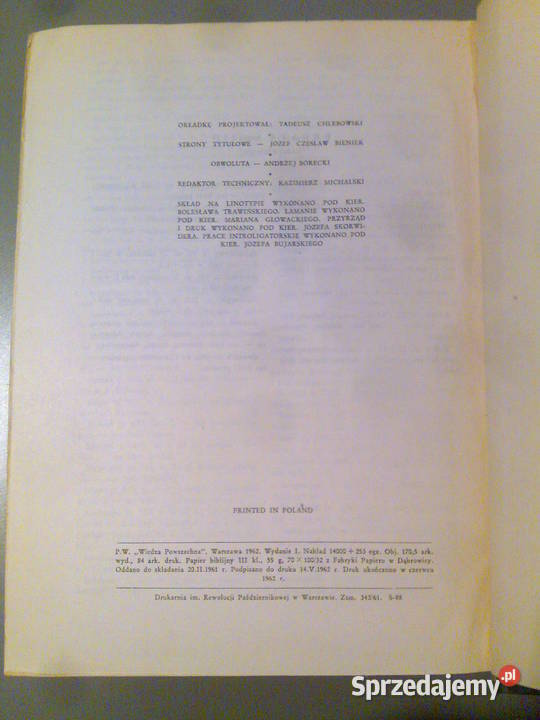 OKŁADKĘ PROJEKTOWAŁ: TADEUSZ CHLEBOWSKI
*
STRONY TYTUŁOWE — JÓZEF CZESŁAW BIENIEK
*
OBWOLUTA — ANDRZEJ BORECKI
*
REDAKTOR TECHNICZNY: KAZIMIERZ MICHALSKI
*
SKŁAD NA LINOTYPIE WYKONANO POD KIER.
BOLESŁAWA TRAWIŃSKIEGO. ŁAMANIE WYKONANO
POD KIER. MARIANA GŁOWACKIEGO. PRZYRZĄD
I DRUK WYKONANO POD KIER. JÓZEFA SKORWI-
DERA. PRACE INTROLIGATORSKIE WYKONANO POD
KIER. JÓZEFA BUJARSKIEGO
PRINTED IN POLAND
P.W. „Wiedza Powszechna", Warszawa 1962. Wydanie I. Nakład 14000 + 255 egz. Obj. 170,5 ark.
wyd., 84 ark. druk. Papier biblijny III kl., 55 g, 70 × 100/32 z Fabryki Papieru w Dąbrowicy.
Oddano do składania 20.II.1961 r. Podpisano do druku 14.V.1962 r. Druk ukończono w czerwcu
1962 r.
Drukarnia im. Rewolucji Październikowej w Warszawie. Zam. 343/61. S-88
Sprzedajemy.pl